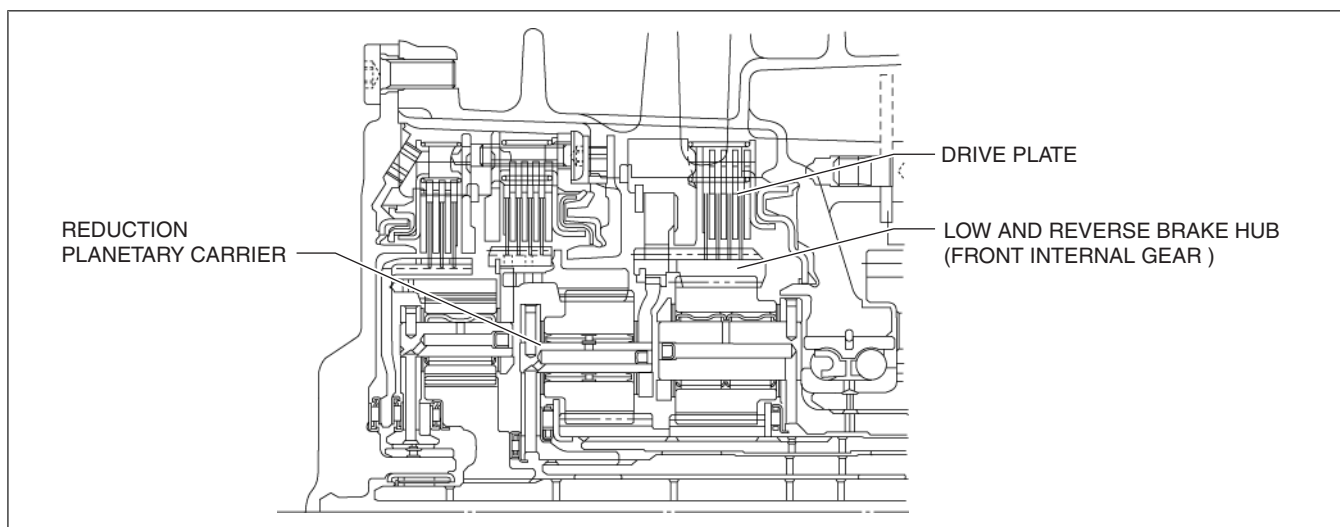 DRIVE PLATE
REDUCTION
PLANETARY CARRIER
LOW AND REVERSE BRAKE HUB
(FRONT INTERNAL GEAR )